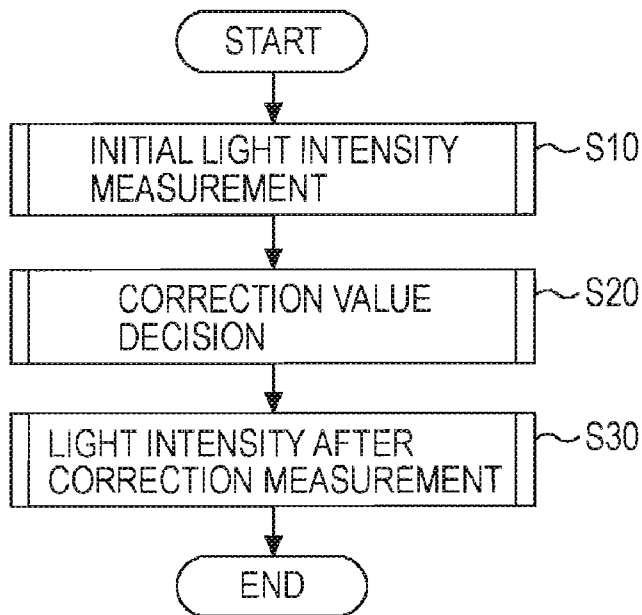 START
INITIAL LIGHT INTENSITY
MEASUREMENT
S10
CORRECTION VALUE
DECISION
S20
LIGHT INTENSITY AFTER
CORRECTION MEASUREMENT
S30
END